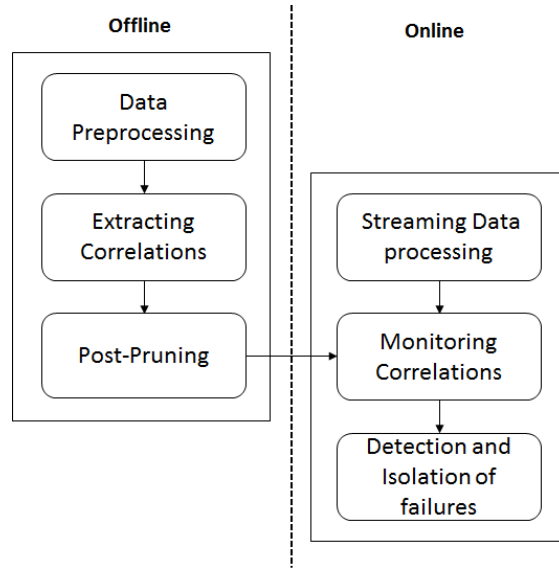 Offline
Online
Data
Preprocessing
Extracting
Correlations
Post-Pruning
Streaming Data
processing
Monitoring
Correlations
Detection and
Isolation of
failures